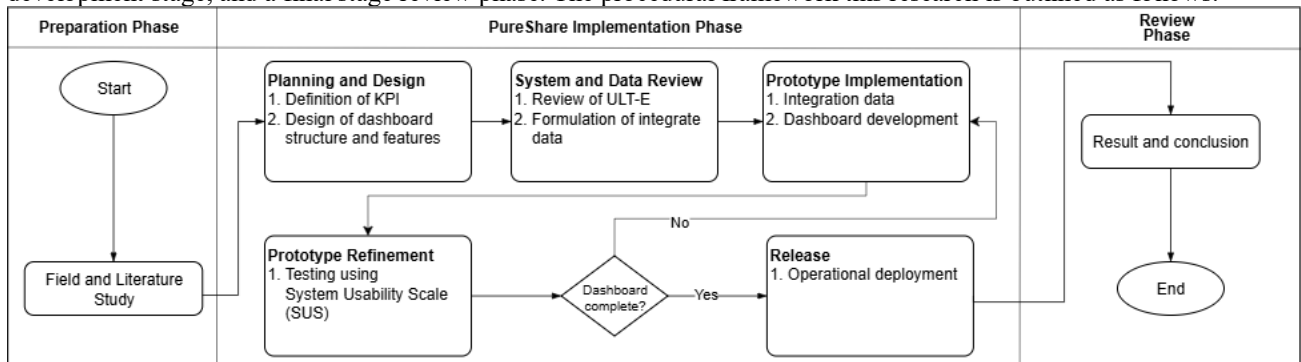 development stage, and a final stage review phase. The procedural framework this research is outlined as follows:
Preparation Phase
PureShare Implementation Phase
Review
Phase
Start
Field and Literature
Study
Planning and Design
1. Definition of KPI
2. Design of dashboard
structure and features
System and Data Review
1. Review of ULT-E
2. Formulation of integrate
data
Prototype Implementation
1. Integration data
2. Dashboard development
Prototype Refinement
1. Testing using
System Usability Scale
(SUS)
Dashboard
complete?
No
Yes
Release
1. Operational deployment
Result and conclusion
End